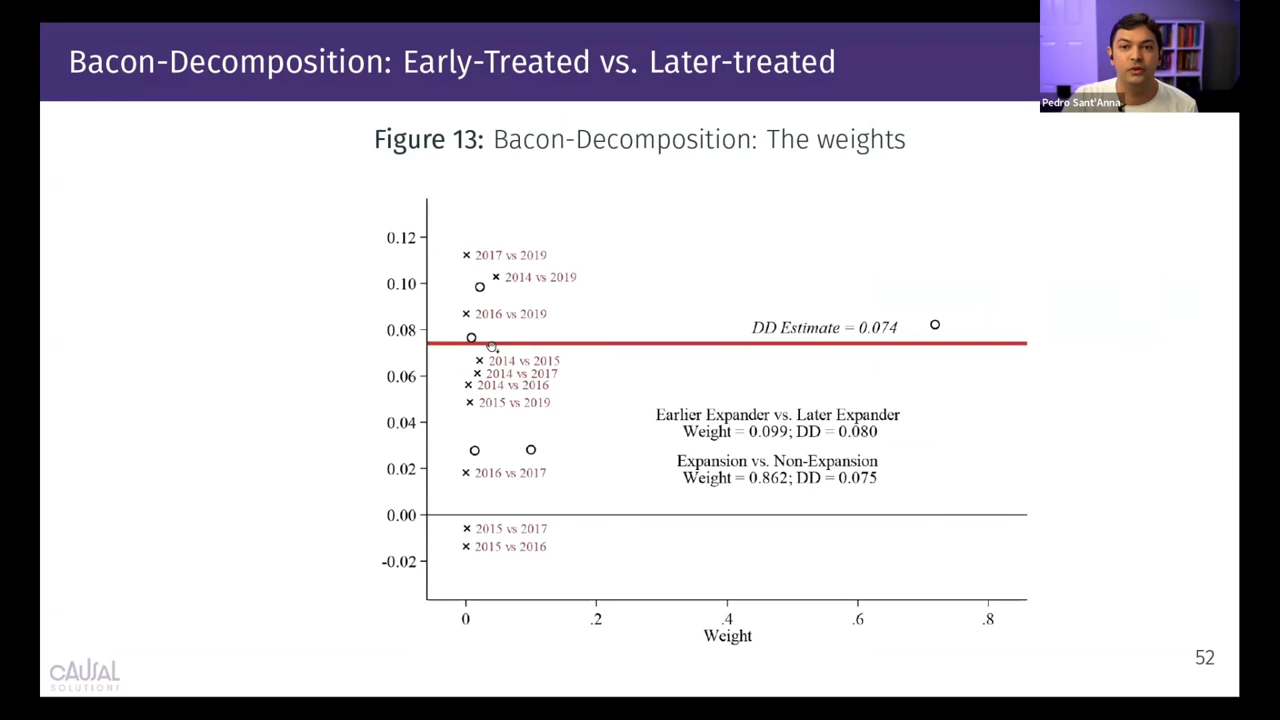 Bacon-Decomposition: Early-Treated vs. Later-treated
Pedro Sant'Anna
Figure 13: Bacon-Decomposition: The weights
0.12
0.10
0.08
0.06
0.04
0.02
0.00
-0.02
2017 vs 2019
2014 vs 2019
2016 vs 2019
DD Estimate = 0.074
2014 vs 2015
2014 vs 2017
2014 vs 2016
2015 vs 2019
Earlier Expander vs. Later Expander
Weight = 0.099; DD = 0.080
Expansion vs. Non-Expansion
Weight = 0.862; DD = 0.075
2016 vs 2017
2015 vs 2017
2015 vs 2016
0
.2
.4
.6
.8
Weight
52
CAUSAL
SOLUTIONS